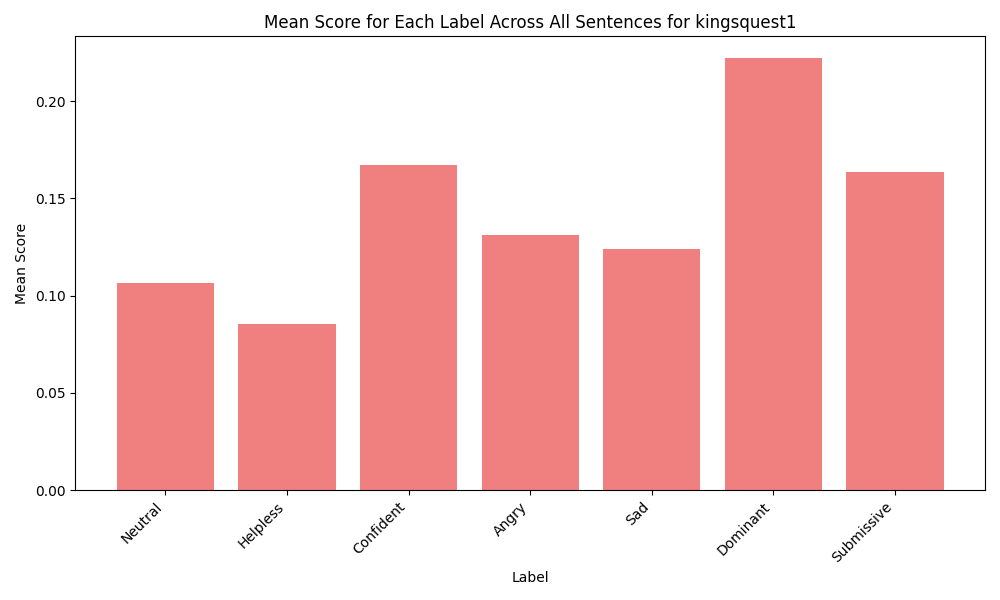 Mean Score for Each Label Across All Sentences for kingsquest1
Mean Score
0.20
0.15
0.10
0.05
0.00
Neutral
Helpless
Confident
Angry
Sad
Dominant
Submissive
Label